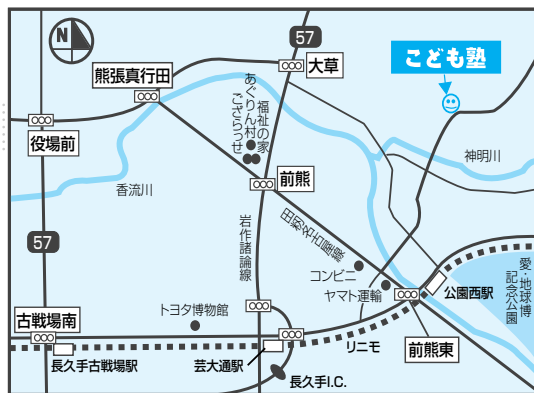 N
57
大草
こども塾
熊張真行田
福祉の家
あぐりん村
ござらっせ
役場前
神明川
香流川
前熊
57
岩作諸論線
田籾名古屋線
コンビニ
ヤマト運輸
公園西駅
愛・地球博
記念公園
トヨタ博物館
古戦場南
リニモ
前熊東
長久手古戦場駅
芸大通駅
長久手I.C.